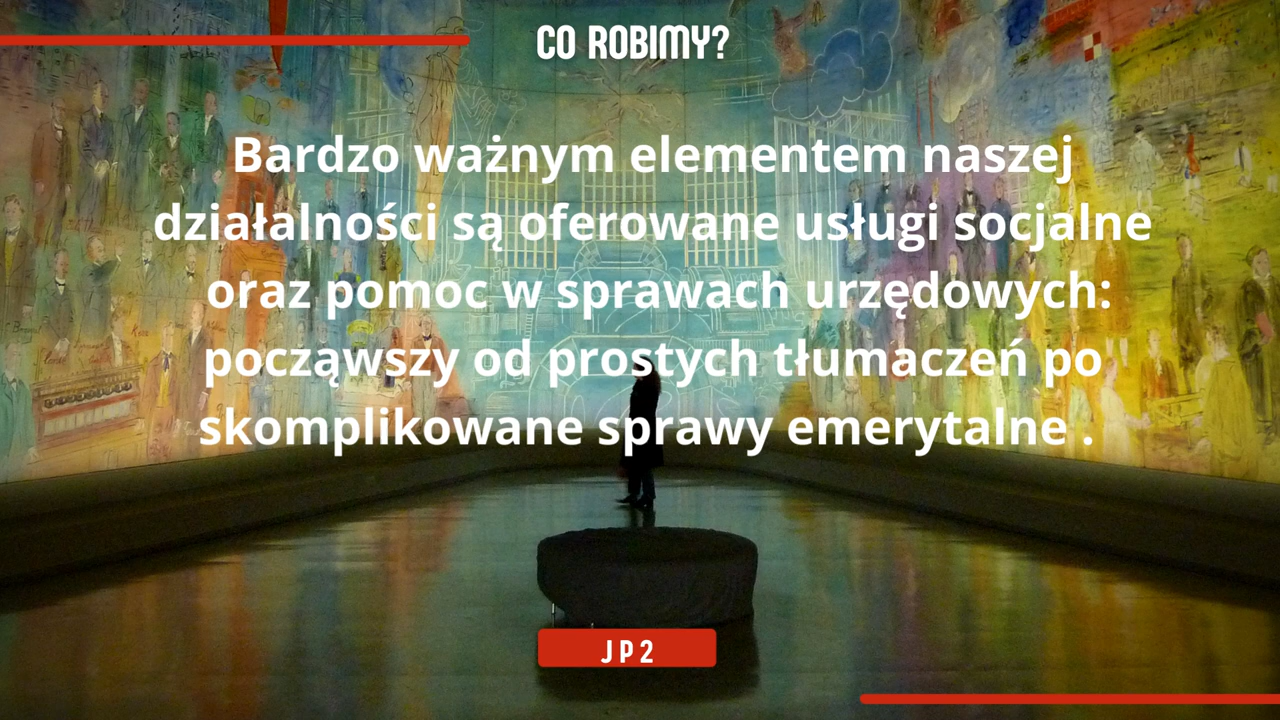 CO ROBIMY?
Bardzo ważnym elementem naszej
działalności są oferowane usługi socjalne
oraz pomoc w sprawach urzędowych:
począwszy od prostych tłumaczeń po
skomplikowane sprawy emerytalne .
JP2